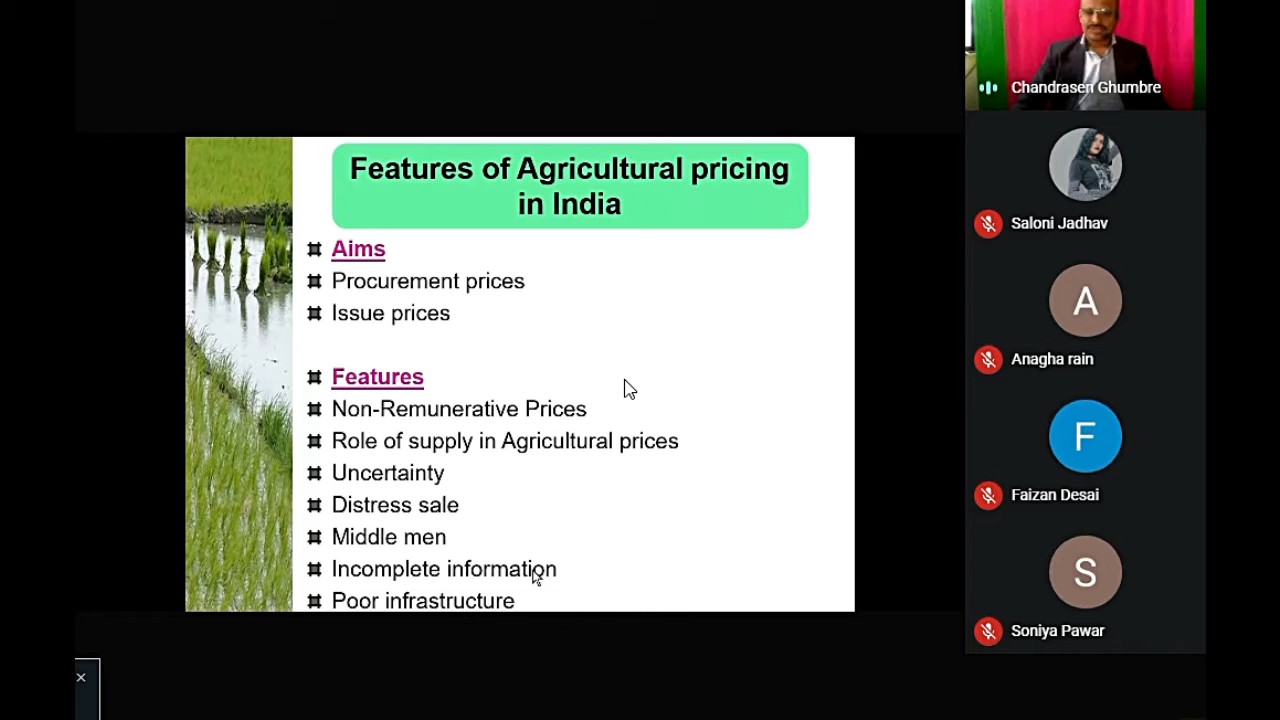 Features of Agricultural pricing
in India
Aims
Procurement prices
Issue prices
Features
Non-Remunerative Prices
Role of supply in Agricultural prices
Uncertainty
Distress sale
Middle men
Incomplete information
Poor infrastructure
Chandrasen Ghumbre
Saloni Jadhav
A
Anagha rain
F
Faizan Desai
S
Soniya Pawar